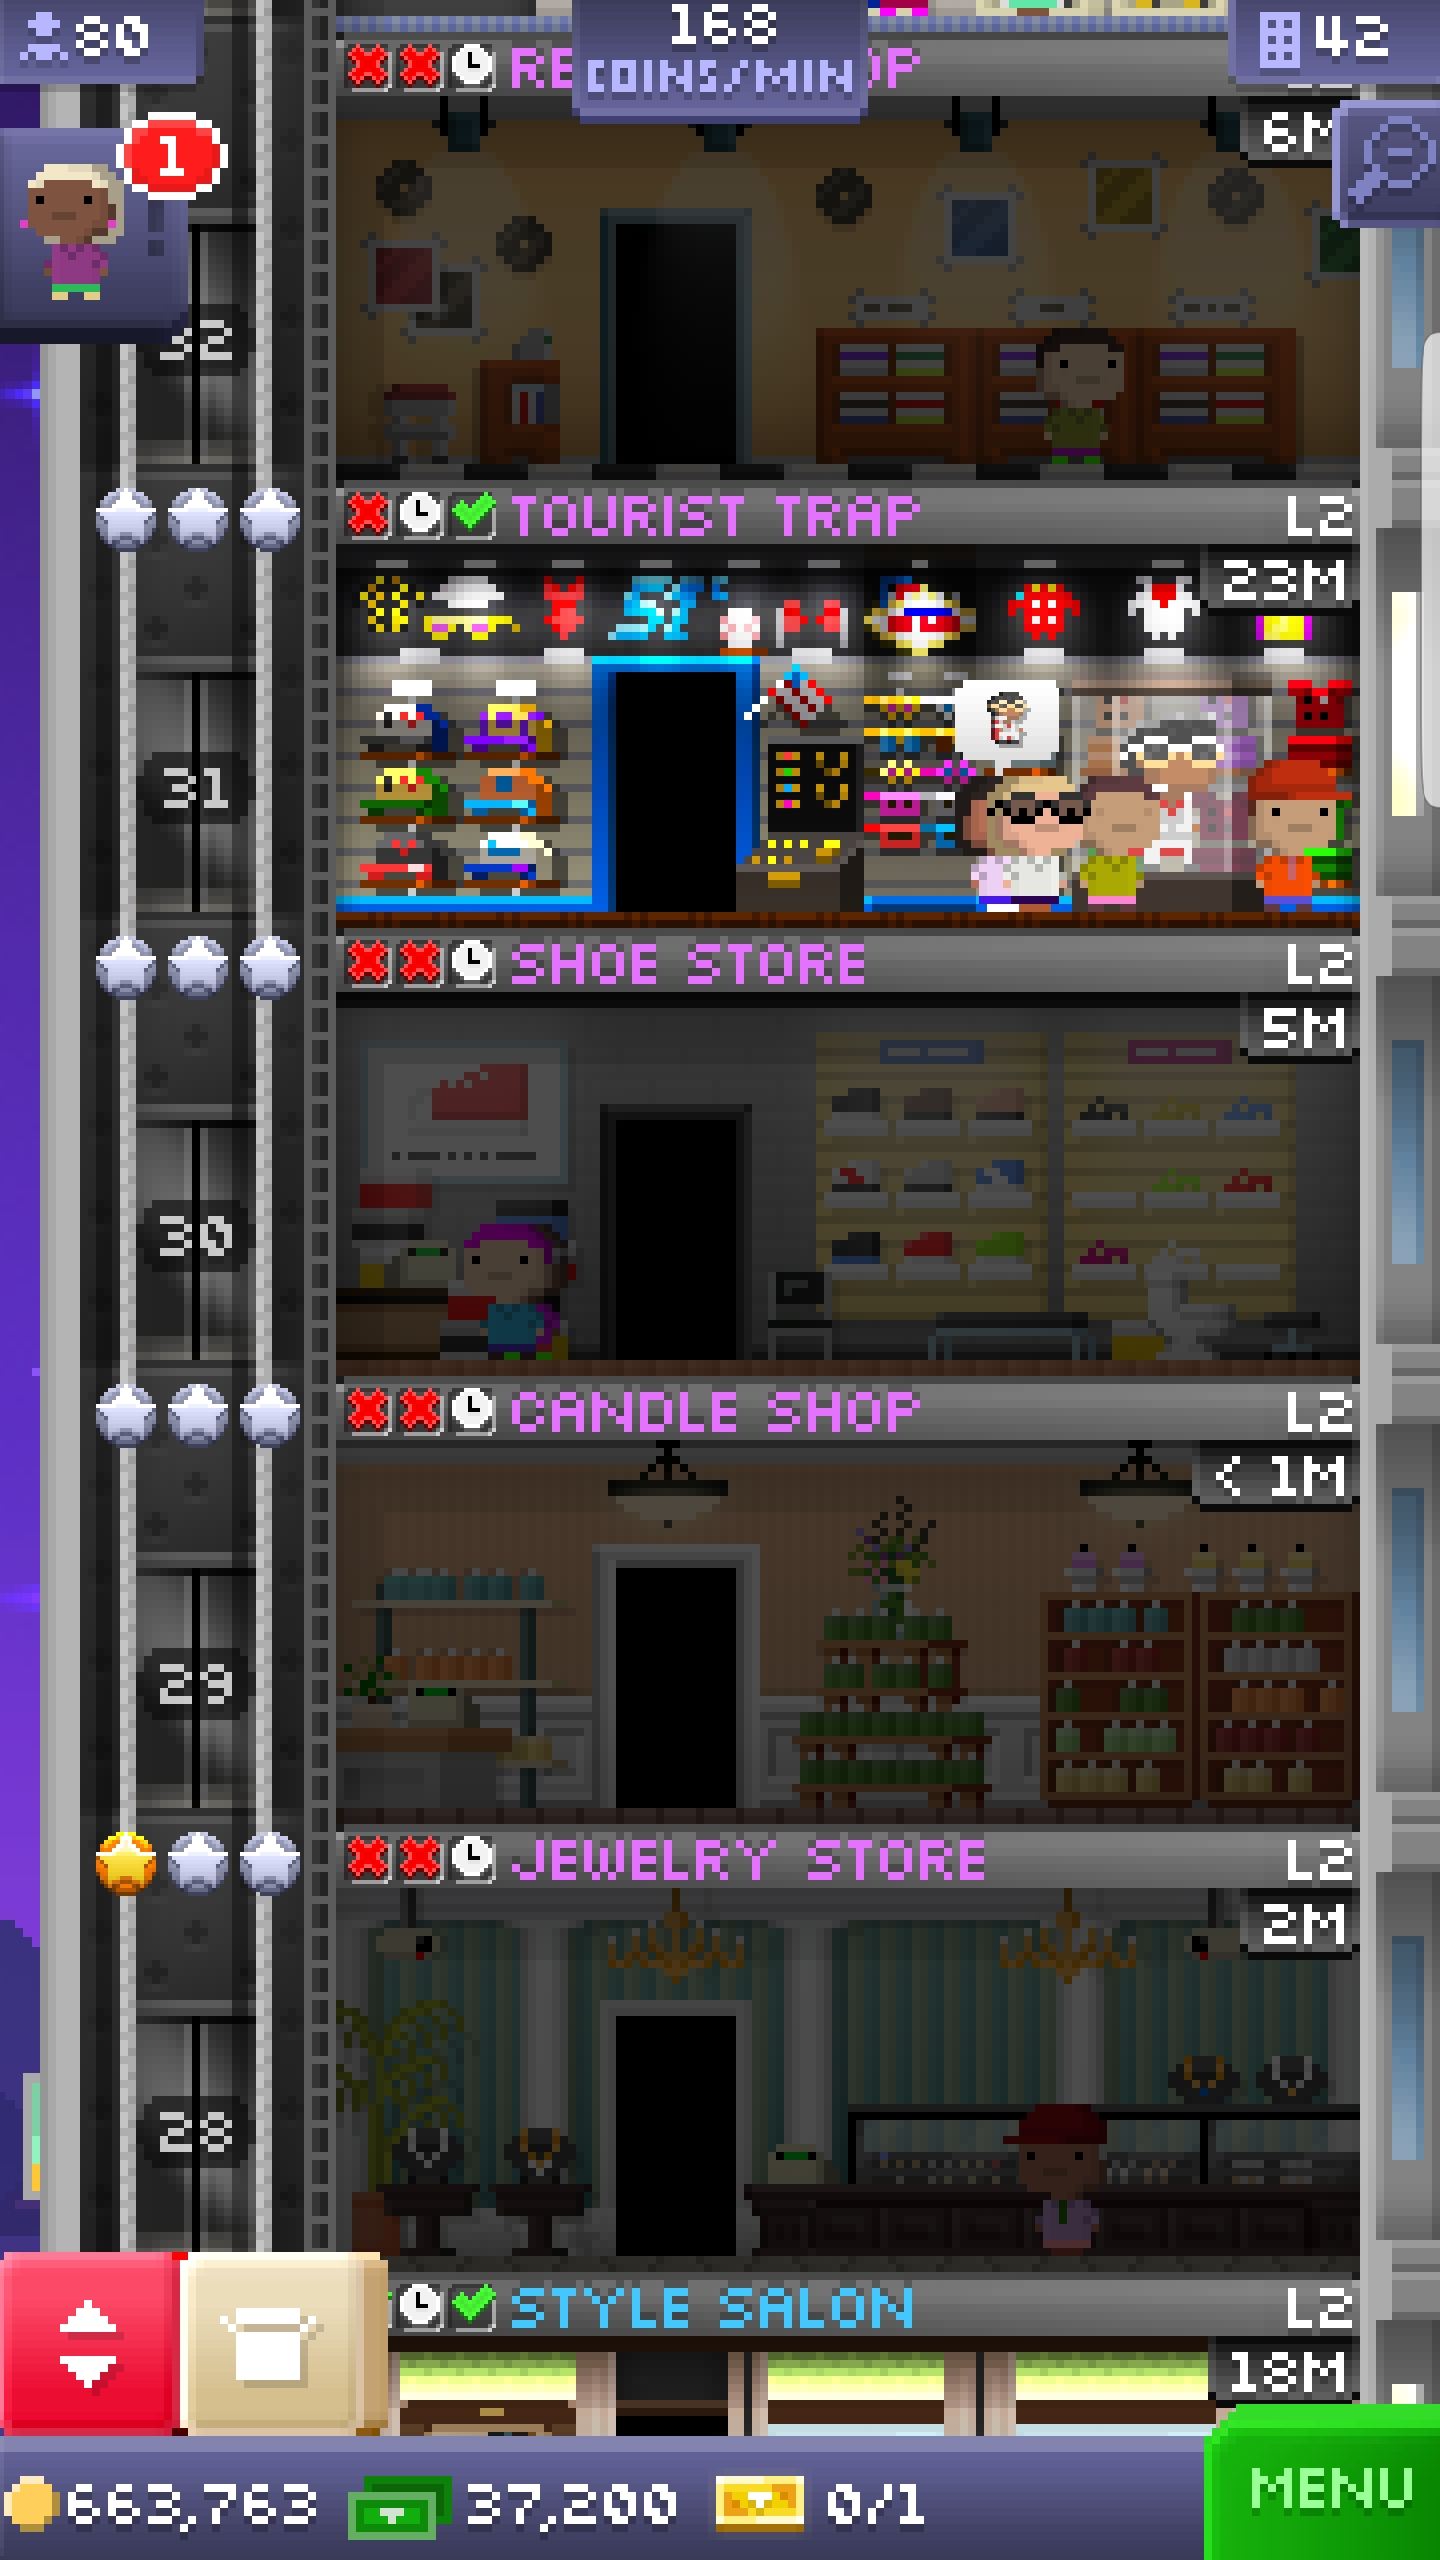 80
168
COINS/MIN
42
RE
OP
6M
1
32
TOURIST TRAP
L2
23M
31
SHOE STORE
L2
5M
30
CANDLE SHOP
L2
< 1M
29
JEWELRY STORE
L2
2M
28
STYLE SALON
L2
18M
663,763
37,200
0/1
MENU